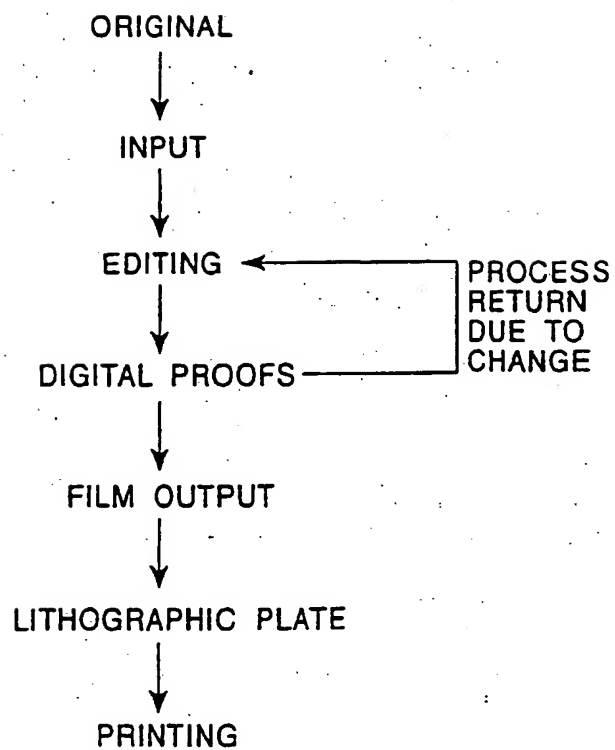 ORIGINAL
INPUT
EDITING
PROCESS
RETURN
DUE TO
CHANGE
DIGITAL PROOFS
FILM OUTPUT
LITHOGRAPHIC PLATE
PRINTING